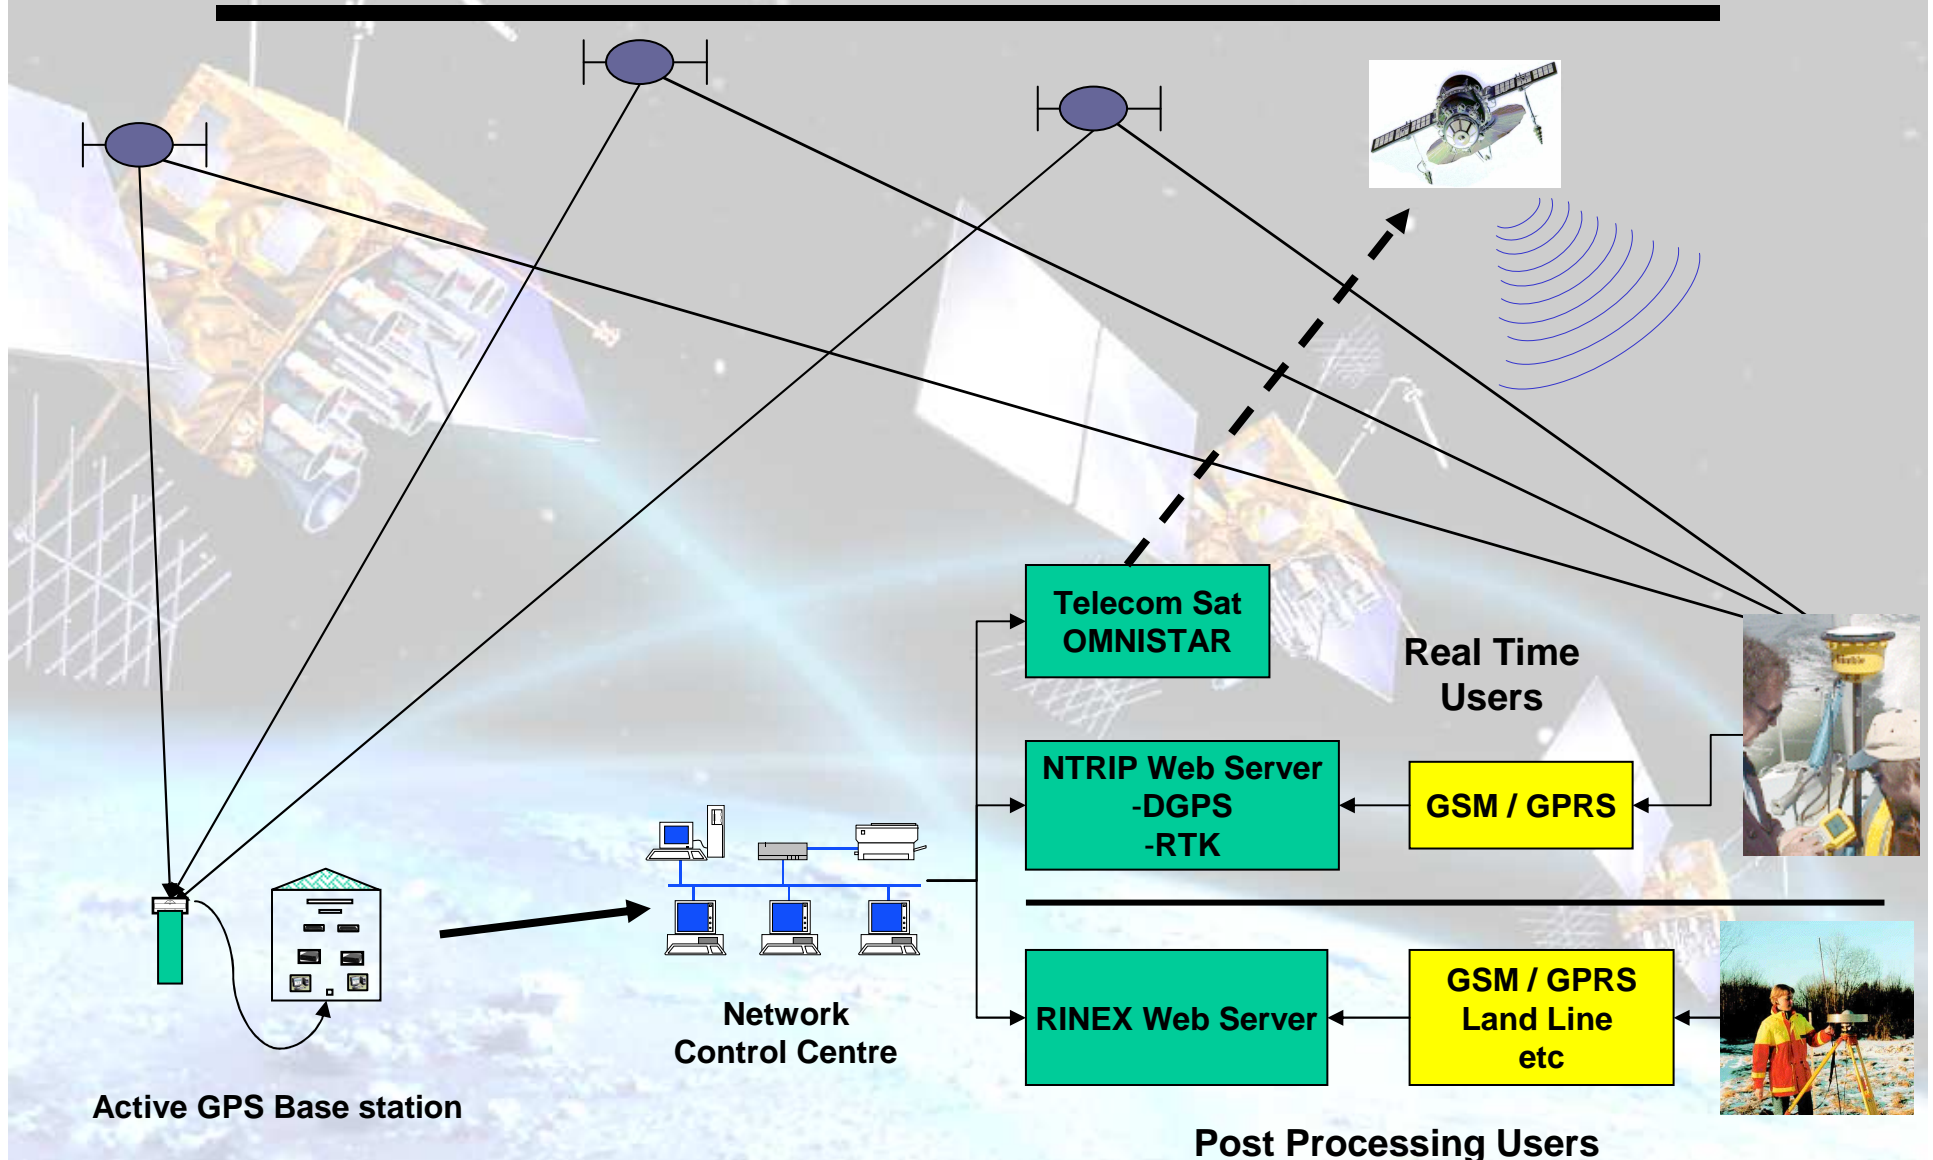 Telecom Sat
OMNISTAR
Real Time
Users
NTRIP Web Server
-DGPS
-RTK
GSM / GPRS
Network
Control Centre
RINEX Web Server
GSM / GPRS
Land Line
etc
Active GPS Base station
Post Processing Users